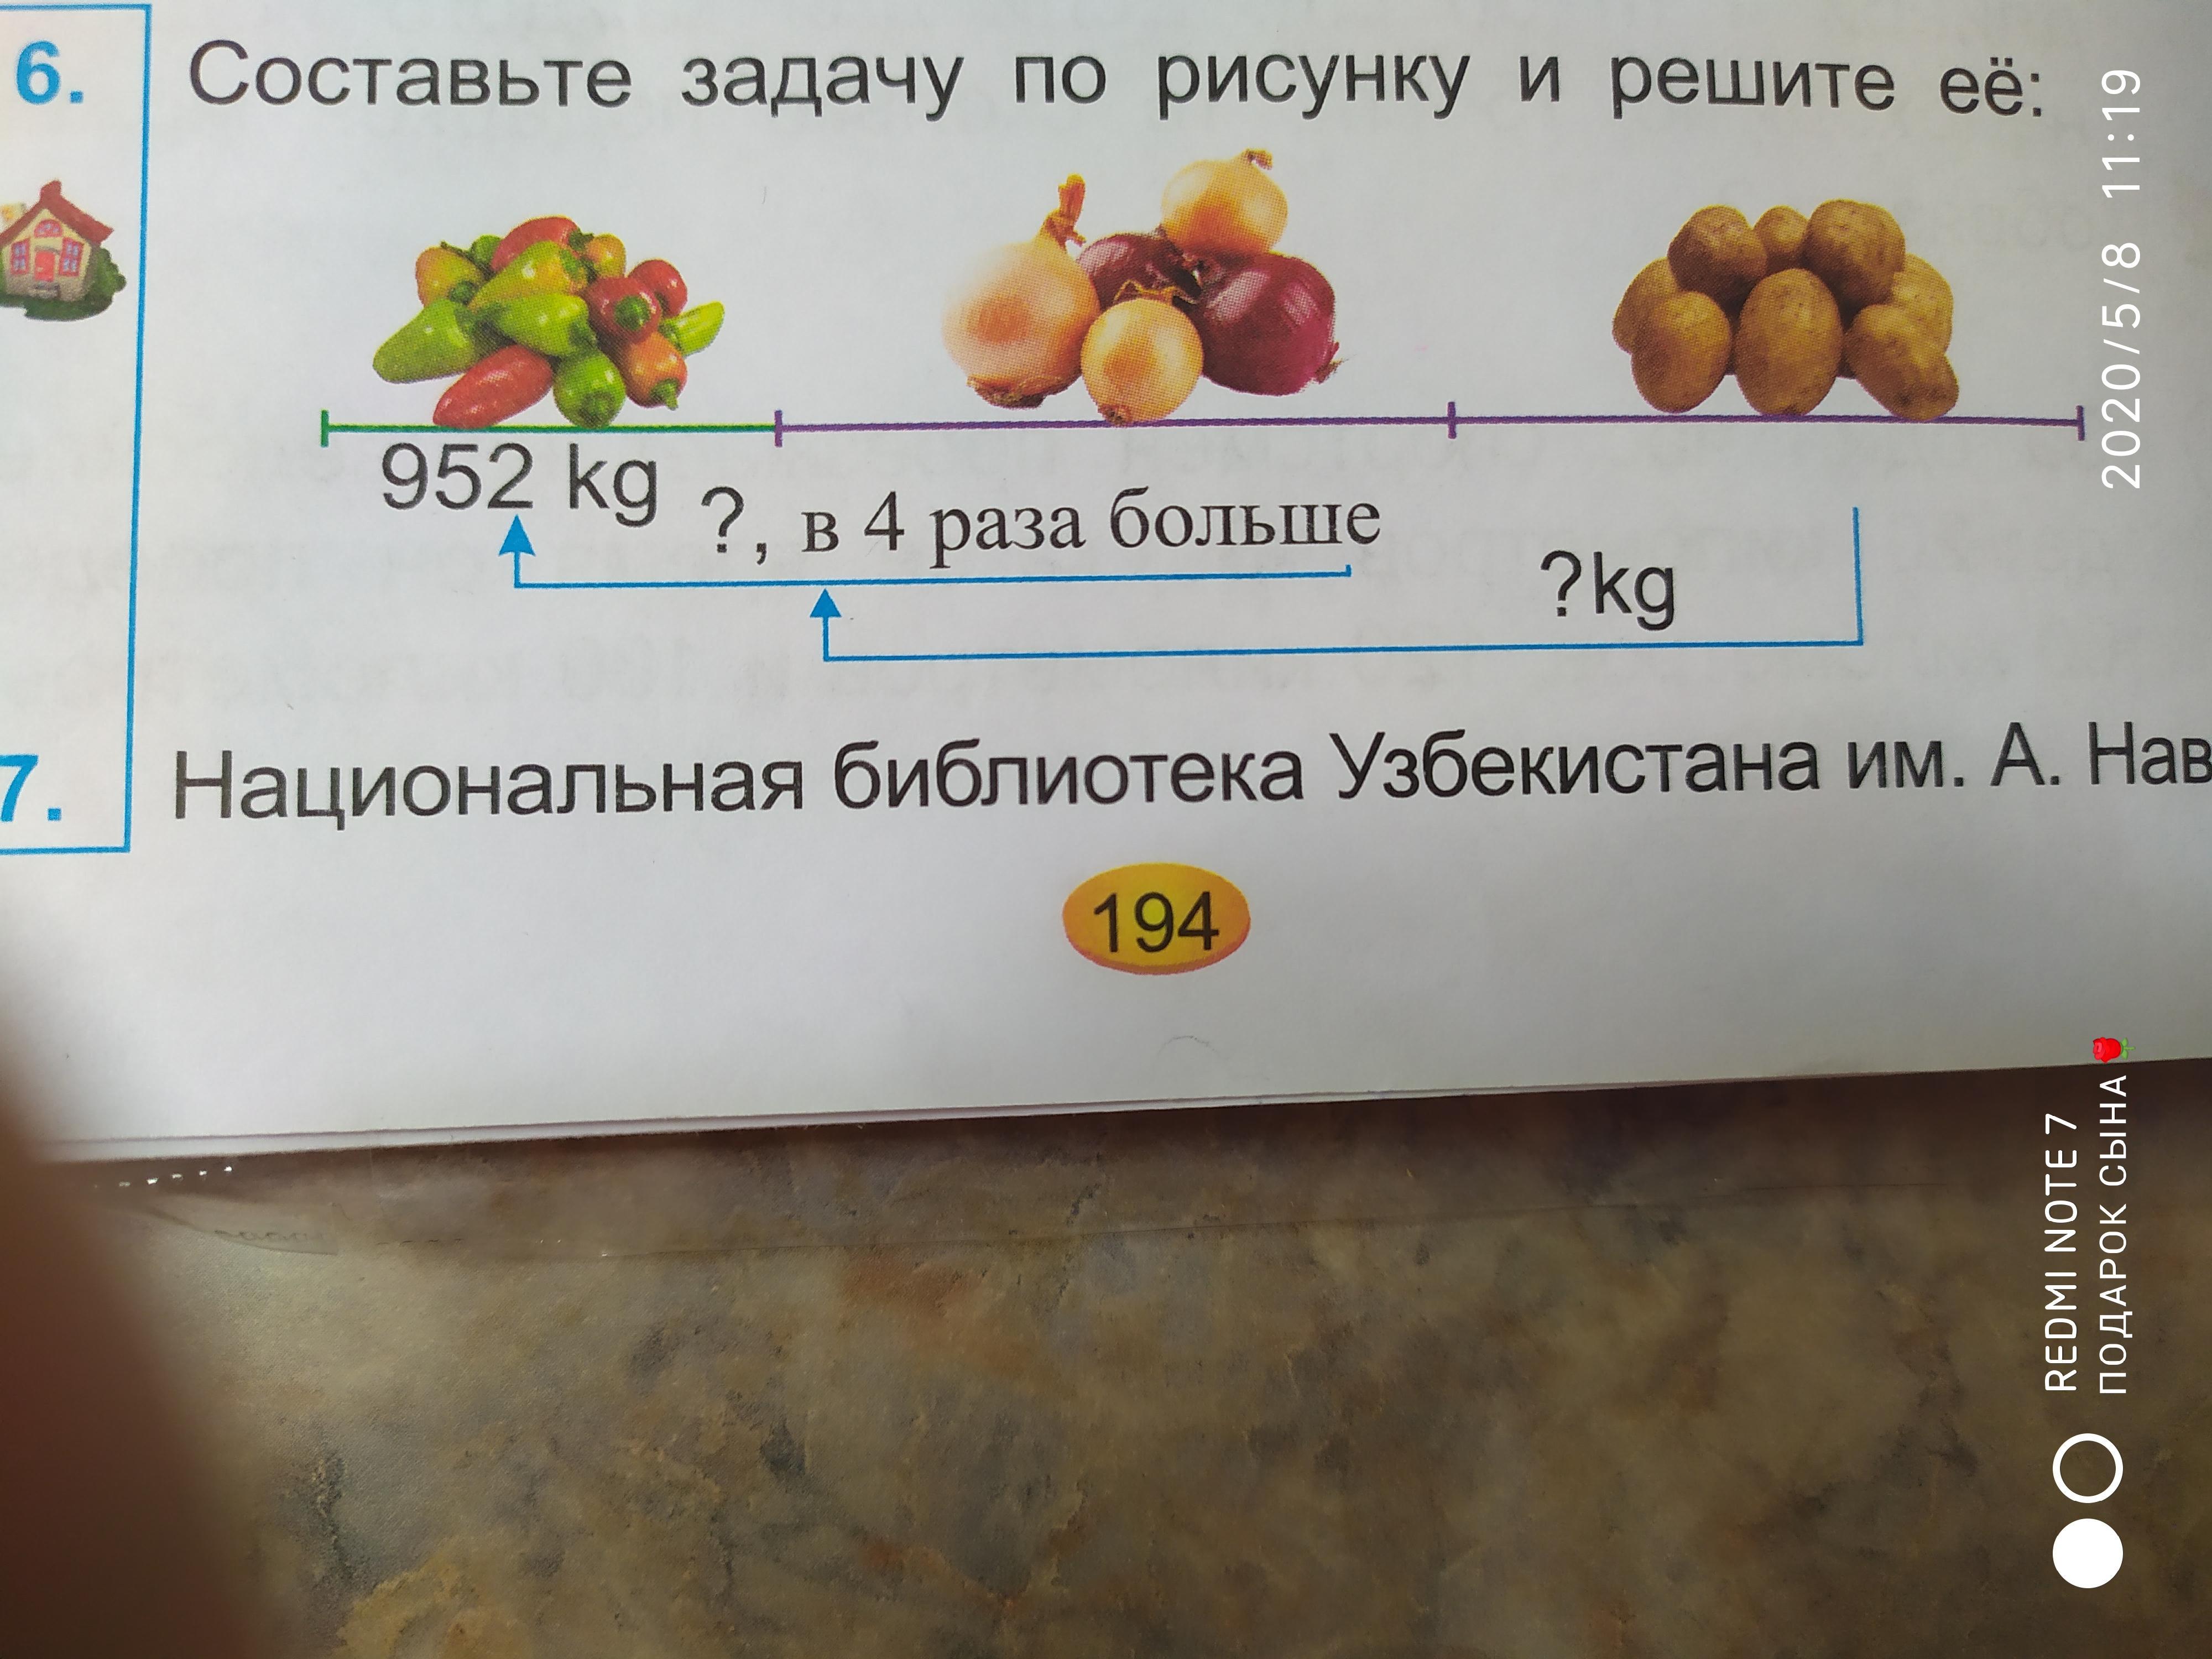 6. Составьте задачу по рисунку и решите её:
952 kg
?, в 4 раза больше
?kg
7. Национальная библиотека Узбекистана им. А. Нав
194
2020/5/8 11:19
REDMI NOTE 7
ПОДАРОК СЫНА🌹